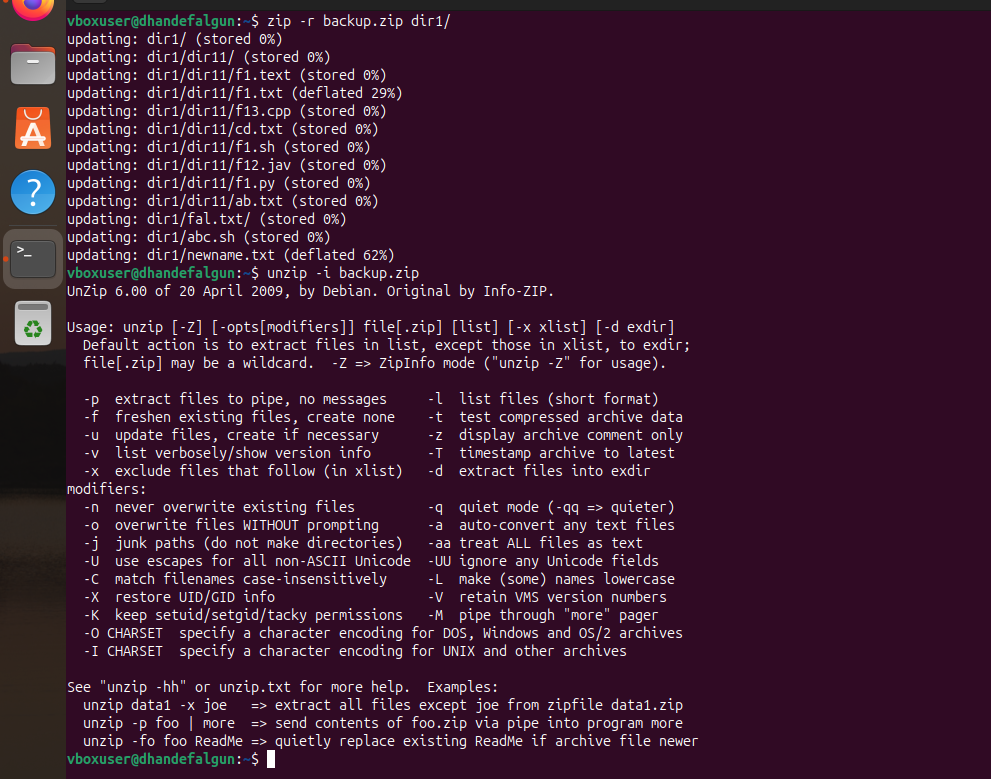 vboxuser@dhandefalgun:~$ zip -r backup.zip dir1/
updating: dir1/ (stored 0%)
updating: dir1/dir11/ (stored 0%)
updating: dir1/dir11/f1.text (stored 0%)
updating: dir1/dir11/f1.txt (deflated 29%)
updating: dir1/dir11/f13.cpp (stored 0%)
updating: dir1/dir11/cd.txt (stored 0%)
updating: dir1/dir11/f1.sh (stored 0%)
updating: dir1/dir11/f12.jav (stored 0%)
updating: dir1/dir11/f1.py (stored 0%)
updating: dir1/dir11/ab.txt (stored 0%)
updating: dir1/fal.txt/ (stored 0%)
updating: dir1/abc.sh (stored 0%)
updating: dir1/newname.txt (deflated 62%)
vboxuser@dhandefalgun:~$ unzip -i backup.zip
UnZip 6.00 of 20 April 2009, by Debian. Original by Info-ZIP.

Usage: unzip [-Z] [-opts[modifiers]] file[.zip] [list] [-x xlist] [-d exdir]
  Default action is to extract files in list, except those in xlist, to exdir;
  file[.zip] may be a wildcard.  -Z => ZipInfo mode ("unzip -Z" for usage).

  -p  extract files to pipe, no messages     -l  list files (short format)
  -f  freshen existing files, create none    -t  test compressed archive data
  -u  update files, create if necessary      -z  display archive comment only
  -v  list verbosely/show version info       -T  timestamp archive to latest
  -x  exclude files that follow (in xlist)   -d  extract files into exdir
modifiers:
  -n  never overwrite existing files         -q  quiet mode (-qq => quieter)
  -o  overwrite files WITHOUT prompting      -a  auto-convert any text files
  -j  junk paths (do not make directories)   -aa treat ALL files as text
  -U  use escapes for all non-ASCII Unicode  -UU ignore any Unicode fields
  -C  match filenames case-insensitively     -L  make (some) names lowercase
  -X  restore UID/GID info                   -V  retain VMS version numbers
  -K  keep setuid/setgid/tacky permissions   -M  pipe through "more" pager
  -O CHARSET  specify a character encoding for DOS, Windows and OS/2 archives
  -I CHARSET  specify a character encoding for UNIX and other archives

See "unzip -hh" or unzip.txt for more help.  Examples:
  unzip data1 -x joe   => extract all files except joe from zipfile data1.zip
  unzip -p foo | more  => send contents of foo.zip via pipe into program more
  unzip -fo foo ReadMe => quietly replace existing ReadMe if archive file newer
vboxuser@dhandefalgun:~$